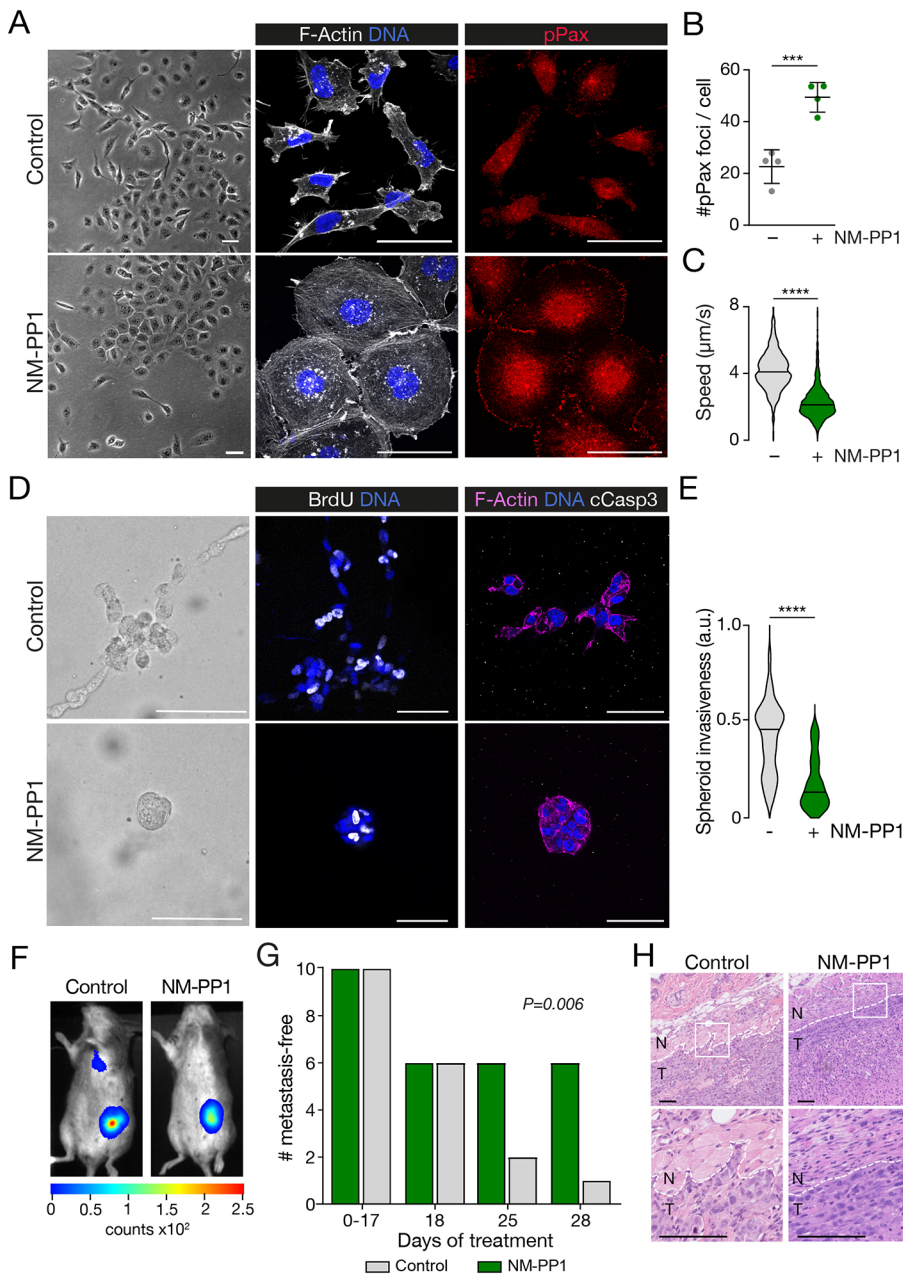 A
F-Actin DNA
pPax
Control
NM-PP1
B
***
60
40
20
0
#pPax foci / cell
− + NM-PP1
C
****
8
4
0
Speed (µm/s)
− + NM-PP1
D
BrdU DNA
F-Actin DNA cCasp3
Control
NM-PP1
E
****
1.0
0.5
0
Spheroid invasiveness (a.u.)
- + NM-PP1
F
Control NM-PP1
0 0.5 1 1.5 2 2.5
counts x10²
G
10
8
6
4
2
0
# metastasis-free
P=0.006
0-17 18 25 28
Days of treatment
Control NM-PP1
H
Control NM-PP1
N
T
N
T
N
T
N
T